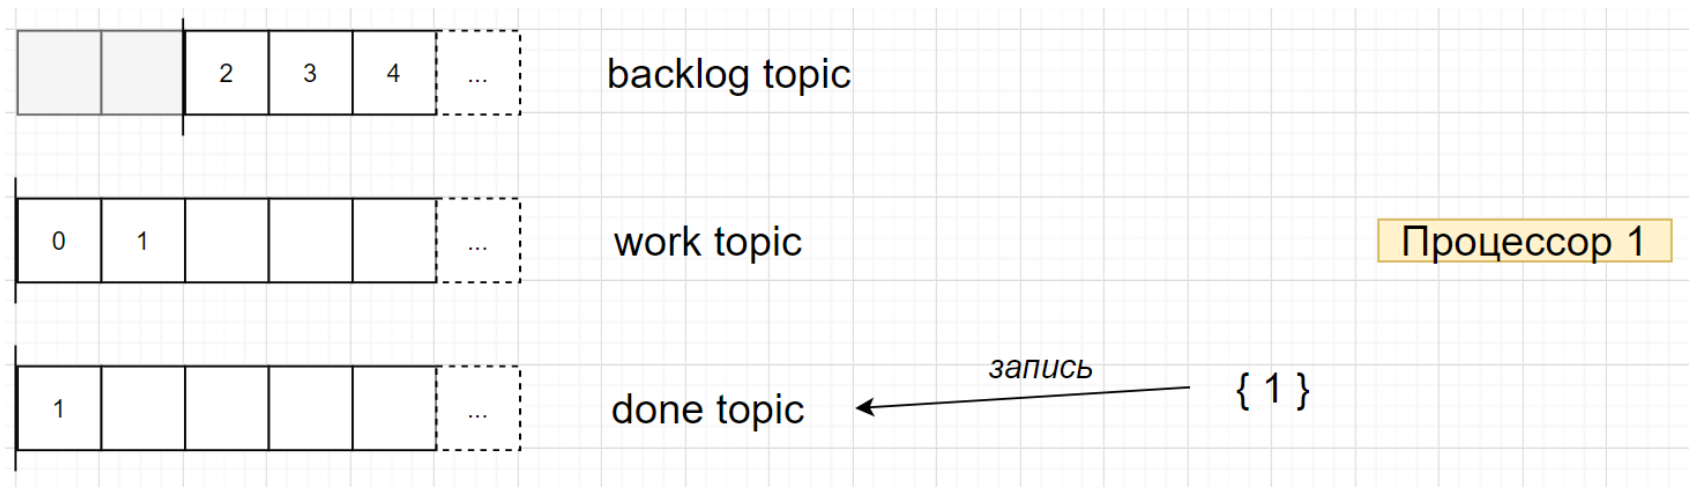 2 3 4 ... backlog topic
0 1 ... work topic Процессор 1
запись
{ 1 }
1 ... done topic